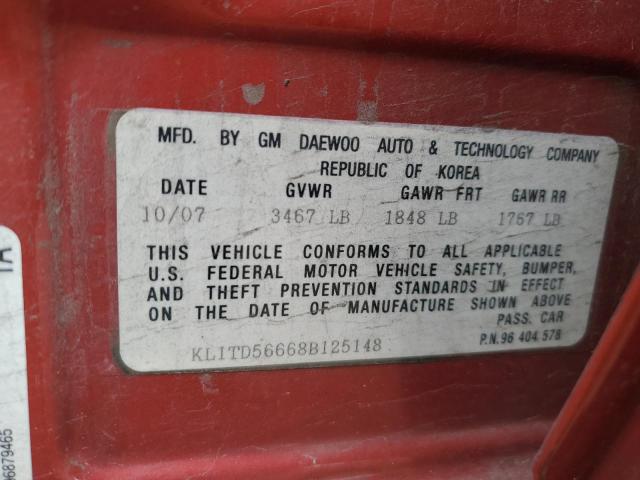 MFD. BY GM DAEWOO AUTO & TECHNOLOGY COMPANY
REPUBLIC OF KOREA
DATE GVWR GAWR FRT GAWR RR
10/07 3467 LB 1848 LB 1767 LB
THIS VEHICLE CONFORMS TO ALL APPLICABLE
U.S. FEDERAL MOTOR VEHICLE SAFETY, BUMPER,
AND THEFT PREVENTION STANDARDS IN EFFECT
ON THE DATE OF MANUFACTURE SHOWN ABOVE
PASS. CAR
KL1TD56668B125148
P.N.96 404 578